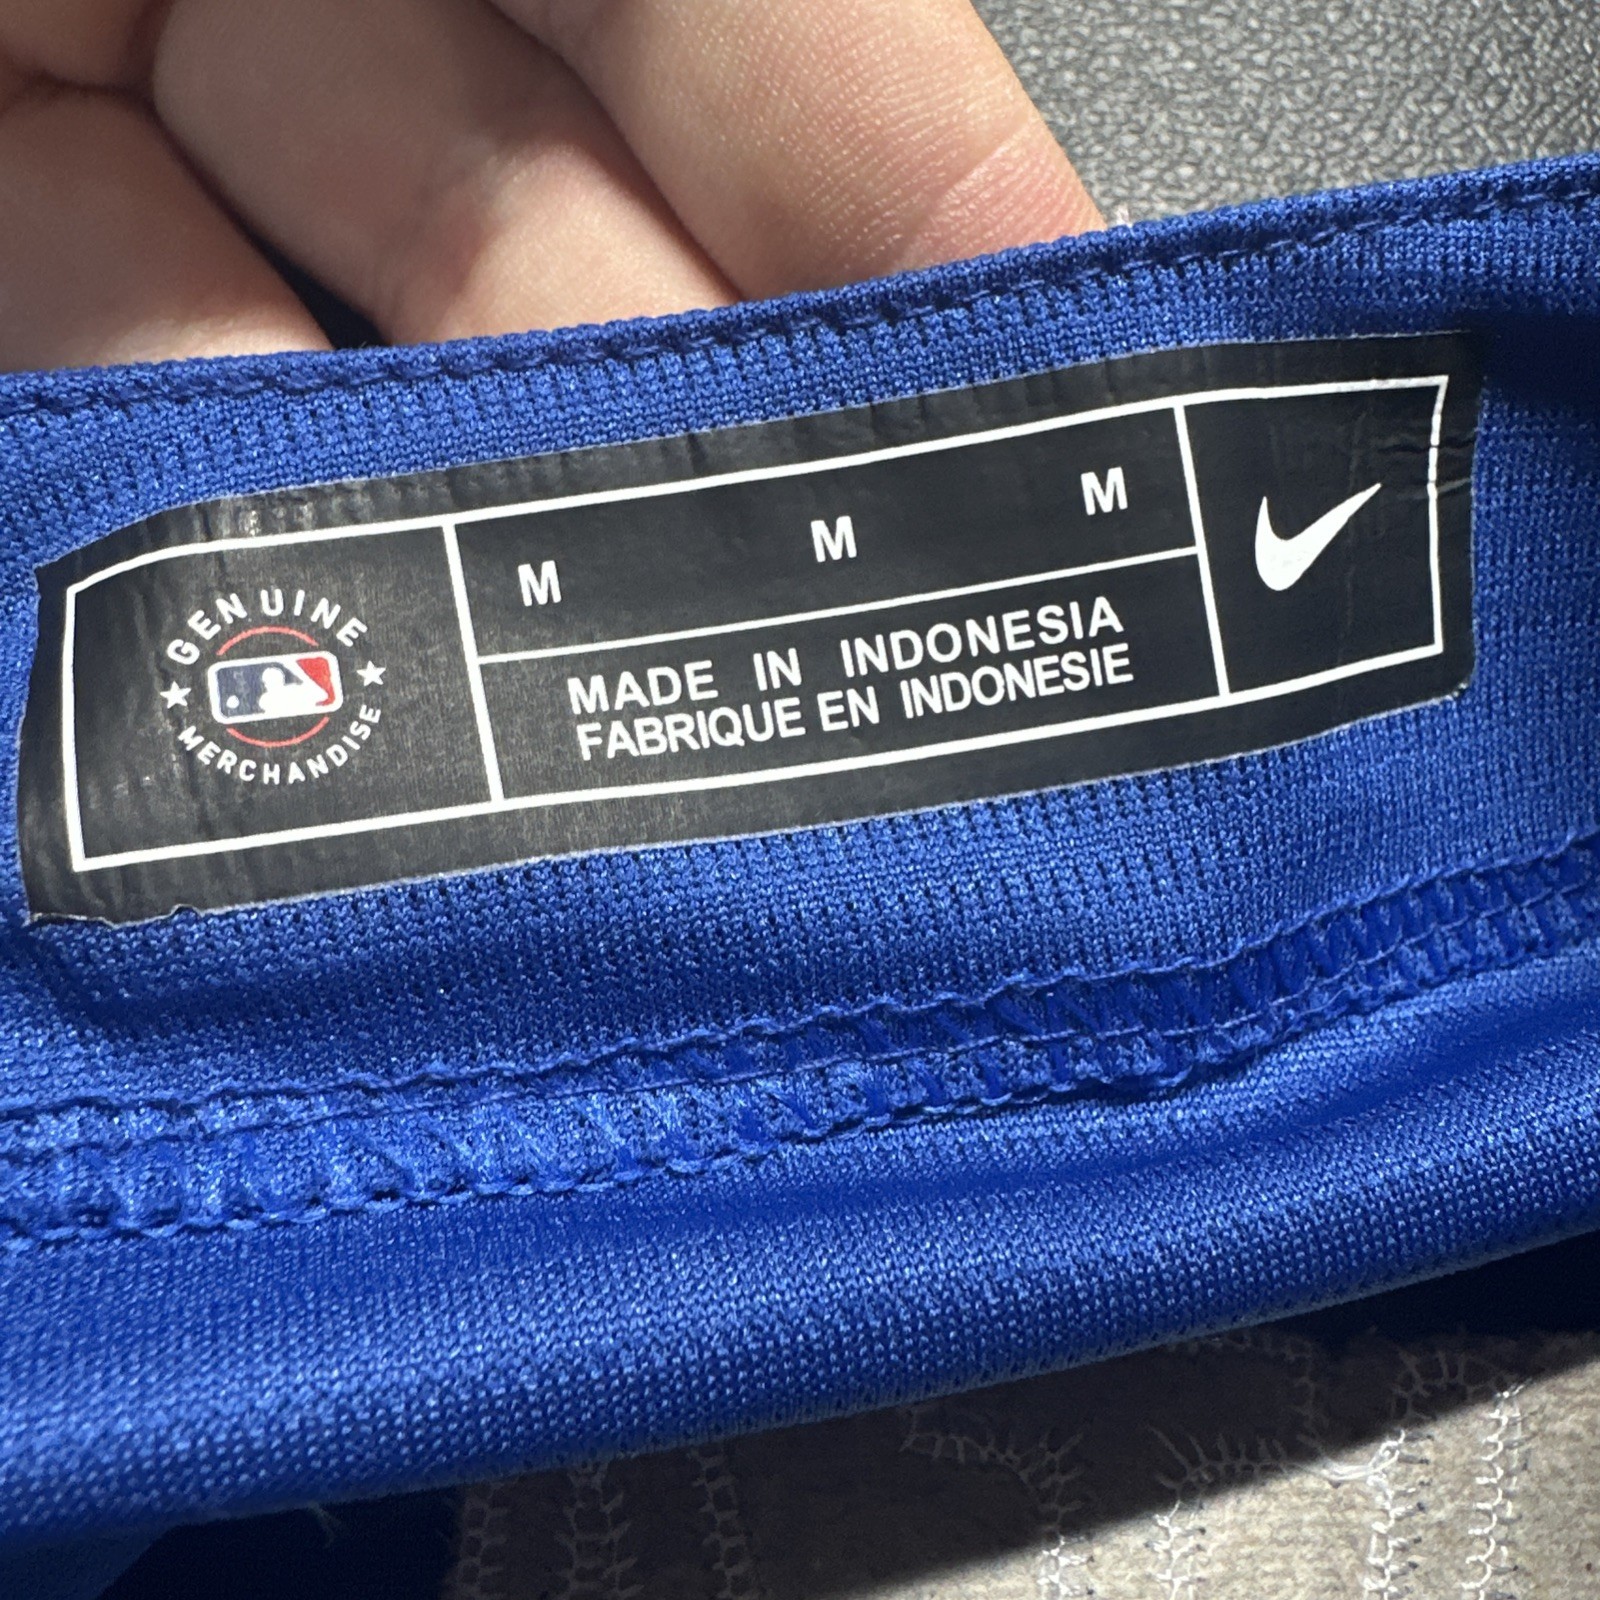 GENUINE
MERCHANDISE
M M M
MADE IN INDONESIA
FABRIQUE EN INDONESIE